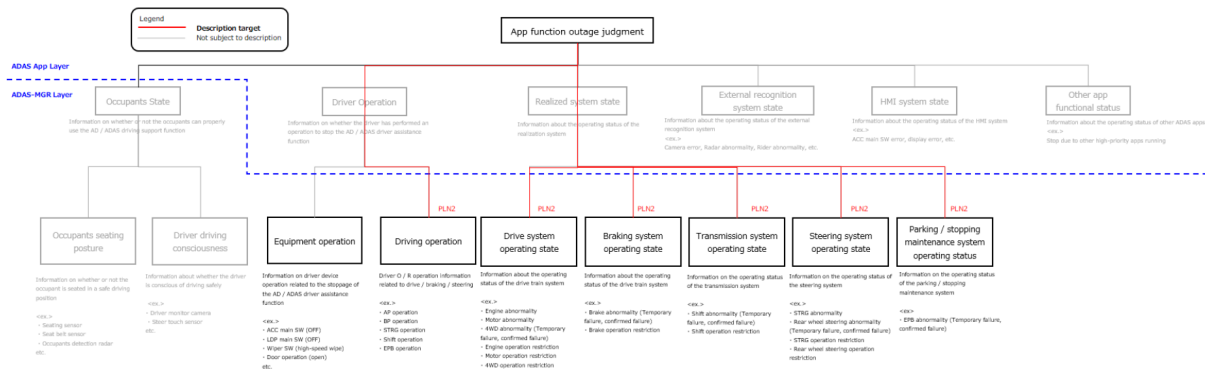 Legend
Description target
Not subject to description
App function outage judgment
ADAS App Layer
ADAS-MGR Layer
Occupants State
Information on whether or not the occupants can properly
use the AD / ADAS driving support function
Driver Operation
Information on whether the driver has performed an
operation to stop the AD / ADAS driver assistance
function
Realized system state
Information about the operating status of the
realization system
External recognition
system state
Information about the operating status of the external
recognition system
<ex.>
Camera error, Radar abnormality, Rider abnormality, etc.
HMI system state
Information about the operating status of the HMI system
<ex.>
ACC main SW error, display error, etc.
Other app
functional status
Information about the operating status of other ADAS apps
<ex.>
Stop due to other high-priority apps running
Occupants seating
posture
Information on whether or not the
occupant is seated in a safe driving
position
<ex.>
- Seating sensor
- Seat belt sensor
- Occupants detection radar
etc.
Driver driving
consciousness
Information about whether the driver
is conscious of driving safely
<ex.>
- Driver monitor camera
- Steer touch sensor
etc.
Equipment operation
Information on driver device
operation related to the stoppage of
the AD / ADAS driver assistance
function
<ex.>
- ACC main SW (OFF)
- LDP main SW (OFF)
- Wiper SW (high-speed wipe)
- Door operation (open)
etc.
PLN2
Driving operation
Driver O / R operation information
related to drive / braking / steering
<ex.>
- AP operation
- BP operation
- STRG operation
- Shift operation
- EPB operation
PLN2
Drive system
operating state
Information about the operating
status of the drive train system
<ex.>
- Engine abnormality
- Motor abnormality
- 4WD abnormality (Temporary
failure, confirmed failure)
- Engine operation restriction
- Motor operation restriction
- 4WD operation restriction
PLN2
Braking system
operating state
Information about the operating
status of the drive train system
<ex.>
- Brake abnormality (Temporary
failure, confirmed failure)
- Brake operation restriction
PLN2
Transmission system
operating state
Information on the operating status
of the transmission system
<ex.>
- Shift abnormality (Temporary
failure, confirmed failure)
- Shift operation restriction
PLN2
Steering system
operating state
Information on the operating status of
the steering system
<ex.>
- STRG abnormality
- Rear wheel steering abnormality
(Temporary failure, confirmed failure)
- STRG operation restriction
- Rear wheel steering operation
restriction
PLN2
Parking / stopping
maintenance system
operating status
Information on the operating status
of the parking / stopping
maintenance system
<ex>
- EPB abnormality (Temporary failure,
confirmed failure)